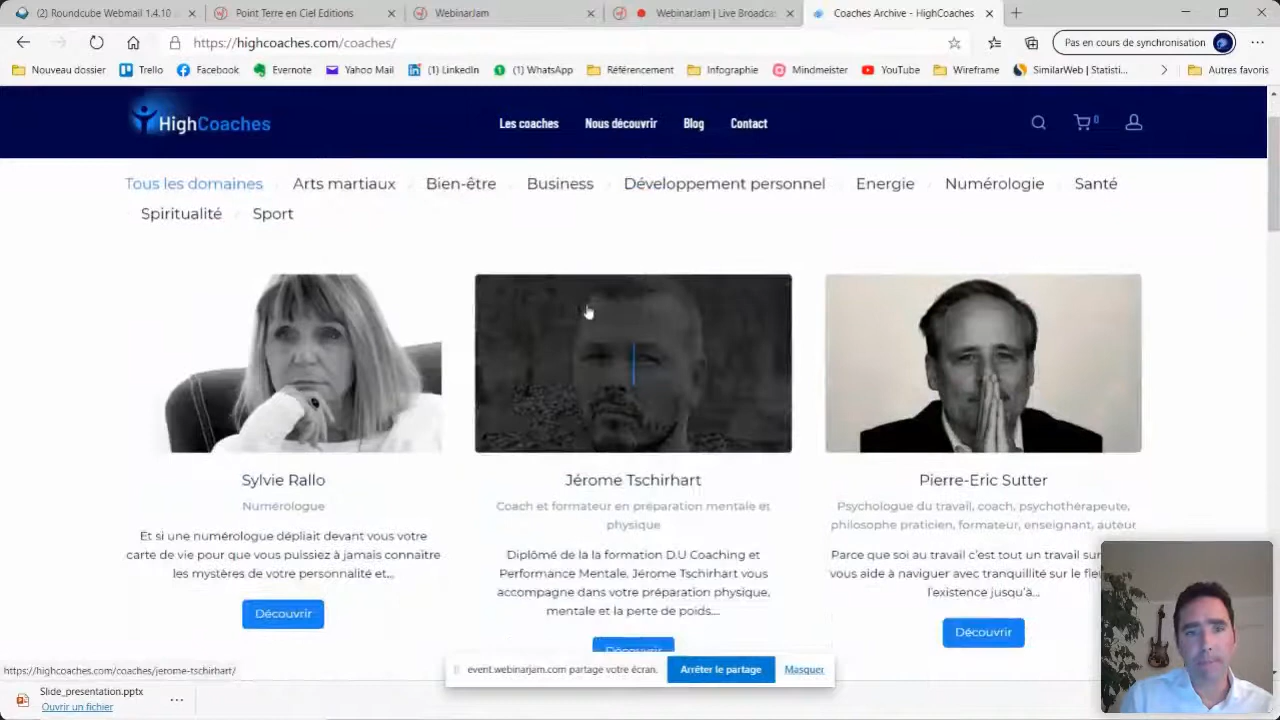 (2) Roundcube Webmail 1.4.10
Point Terre en Ciel Editions
WebinarJam
WebinarJam | Live Broadcas
Coaches Archive - HighCoaches
https://highcoaches.com/coaches/
Pas en cours de synchronisation
Nouveau dossier
Trello
Facebook
Evernote
Yahoo Mail
(1) LinkedIn
(1) WhatsApp
Référencement
Infographie
Mindmeister
YouTube
Wireframe
SimilarWeb | Statisti...
Autres favoris
HighCoaches
Les coaches
Nous découvrir
Blog
Contact
0
Tous les domaines
Arts martiaux
Bien-être
Business
Développement personnel
Energie
Numérologie
Santé
Spiritualité
Sport
Sylvie Rallo
Numérologue
Et si une numérologue dépliait devant vous votre
carte de vie pour que vous puissiez à jamais connaître
les mystères de votre personnalité et...
Découvrir
Jérome Tschirhart
Coach et formateur en préparation mentale et
physique
Diplômé de là la formation D.U Coaching et
Performance Mentale. Jérome Tschirhart vous
accompagne dans votre préparation physique,
mentale et la perte de poids....
Découvrir
Pierre-Eric Sutter
Psychologue du travail, coach, psychothérapeute,
philosophe praticien, formateur, enseignant, auteur
Parce que soi au travail c'est tout un travail sur
vous aide à naviguer avec tranquillité sur le fle
l'existence jusqu'à...
Découvrir
https://highcoaches.com/coaches/jerome-tschirhart/
event.webinarjam.com partage votre écran.
Arrêter le partage
Masquer
Slide_presentation.pptx
Ouvrir un fichier